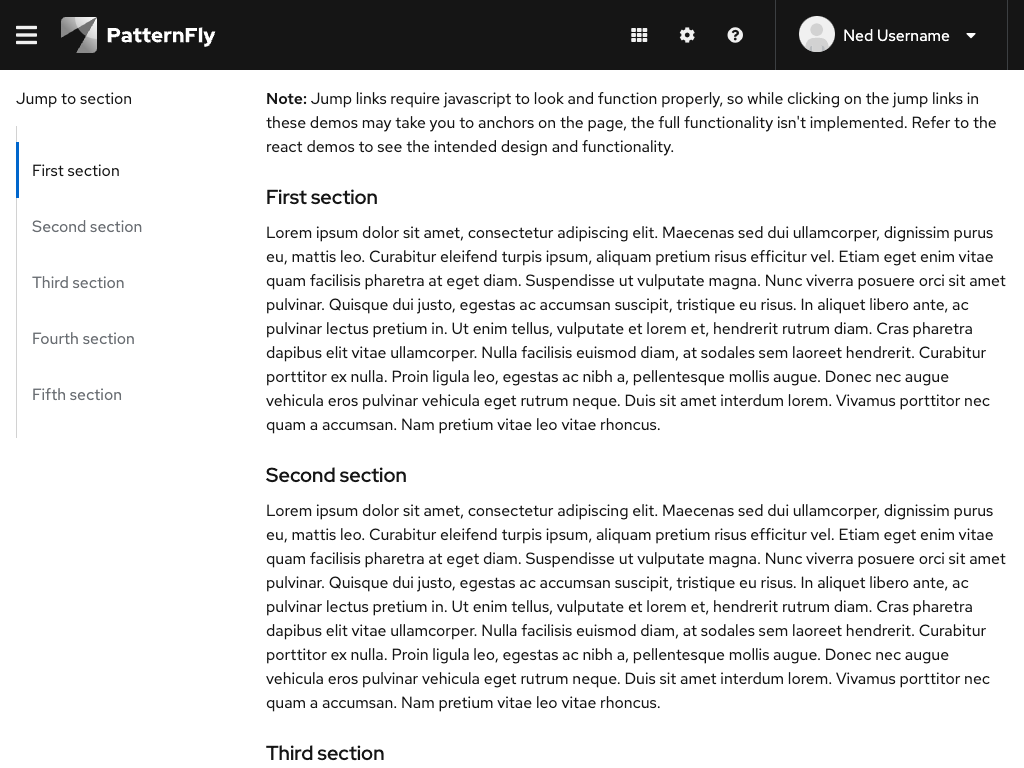 PatternFly
Ned Username
Jump to section
First section
Second section
Third section
Fourth section
Fifth section
Note: Jump links require javascript to look and function properly, so while clicking on the jump links in
these demos may take you to anchors on the page, the full functionality isn't implemented. Refer to the
react demos to see the intended design and functionality.
First section
Lorem ipsum dolor sit amet, consectetur adipiscing elit. Maecenas sed dui ullamcorper, dignissim purus
eu, mattis leo. Curabitur eleifend turpis ipsum, aliquam pretium risus efficitur vel. Etiam eget enim vitae
quam facilisis pharetra at eget diam. Suspendisse ut vulputate magna. Nunc viverra posuere orci sit amet
pulvinar. Quisque dui justo, egestas ac accumsan suscipit, tristique eu risus. In aliquet libero ante, ac
pulvinar lectus pretium in. Ut enim tellus, vulputate et lorem et, hendrerit rutrum diam. Cras pharetra
dapibus elit vitae ullamcorper. Nulla facilisis euismod diam, at sodales sem laoreet hendrerit. Curabitur
porttitor ex nulla. Proin ligula leo, egestas ac nibh a, pellentesque mollis augue. Donec nec augue
vehicula eros pulvinar vehicula eget rutrum neque. Duis sit amet interdum lorem. Vivamus porttitor nec
quam a accumsan. Nam pretium vitae leo vitae rhoncus.
Second section
Lorem ipsum dolor sit amet, consectetur adipiscing elit. Maecenas sed dui ullamcorper, dignissim purus
eu, mattis leo. Curabitur eleifend turpis ipsum, aliquam pretium risus efficitur vel. Etiam eget enim vitae
quam facilisis pharetra at eget diam. Suspendisse ut vulputate magna. Nunc viverra posuere orci sit amet
pulvinar. Quisque dui justo, egestas ac accumsan suscipit, tristique eu risus. In aliquet libero ante, ac
pulvinar lectus pretium in. Ut enim tellus, vulputate et lorem et, hendrerit rutrum diam. Cras pharetra
dapibus elit vitae ullamcorper. Nulla facilisis euismod diam, at sodales sem laoreet hendrerit. Curabitur
porttitor ex nulla. Proin ligula leo, egestas ac nibh a, pellentesque mollis augue. Donec nec augue
vehicula eros pulvinar vehicula eget rutrum neque. Duis sit amet interdum lorem. Vivamus porttitor nec
quam a accumsan. Nam pretium vitae leo vitae rhoncus.
Third section